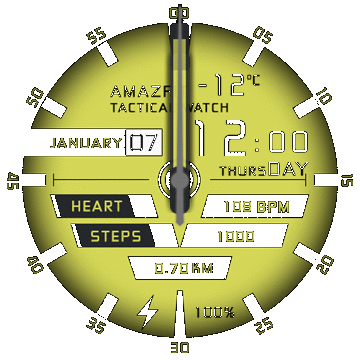 00
55 05
50 10
AMAZF -12°C
TACTICAL WATCH
JANUARY 07 12:00
THURSDAY
45 15
HEART 108 BPM
STEPS 1000
0.70 KM
40 20
100%
35 25
30